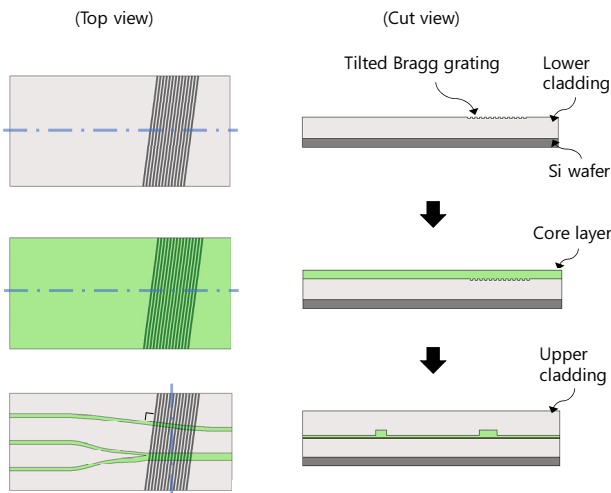 (Top view)
(Cut view)
Tilted Bragg grating
Lower
cladding
Si wafer
Core layer
Upper
cladding